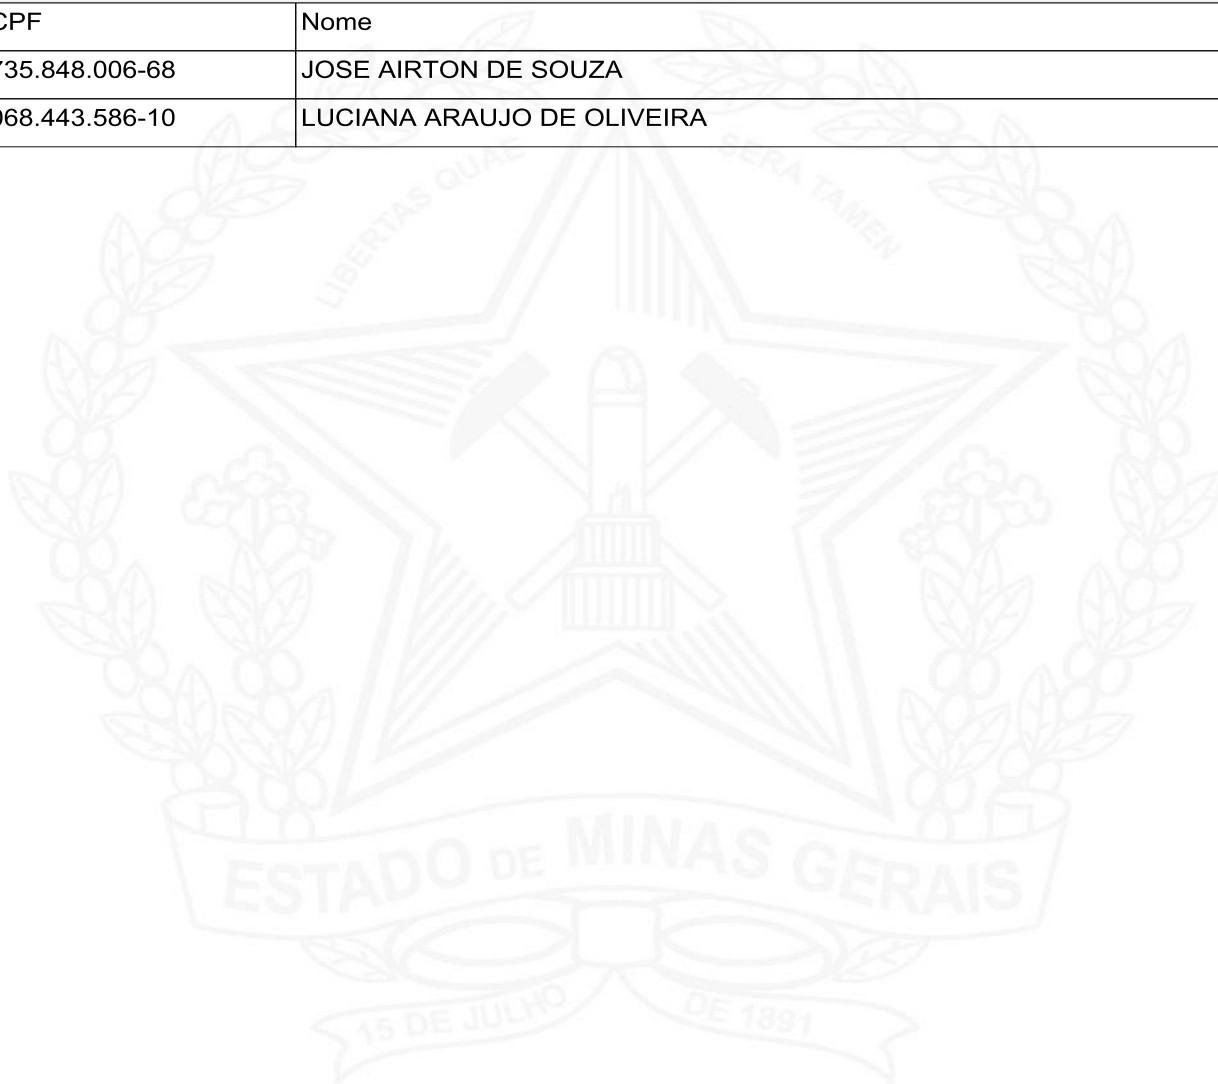 CPF Nome
735.848.006-68 JOSE AIRTON DE SOUZA
068.443.586-10 LUCIANA ARAUJO DE OLIVEIRA
LIBERTAS QUAE SERA TAMEN
ESTADO DE MINAS GERAIS
15 DE JULHO DE 1891